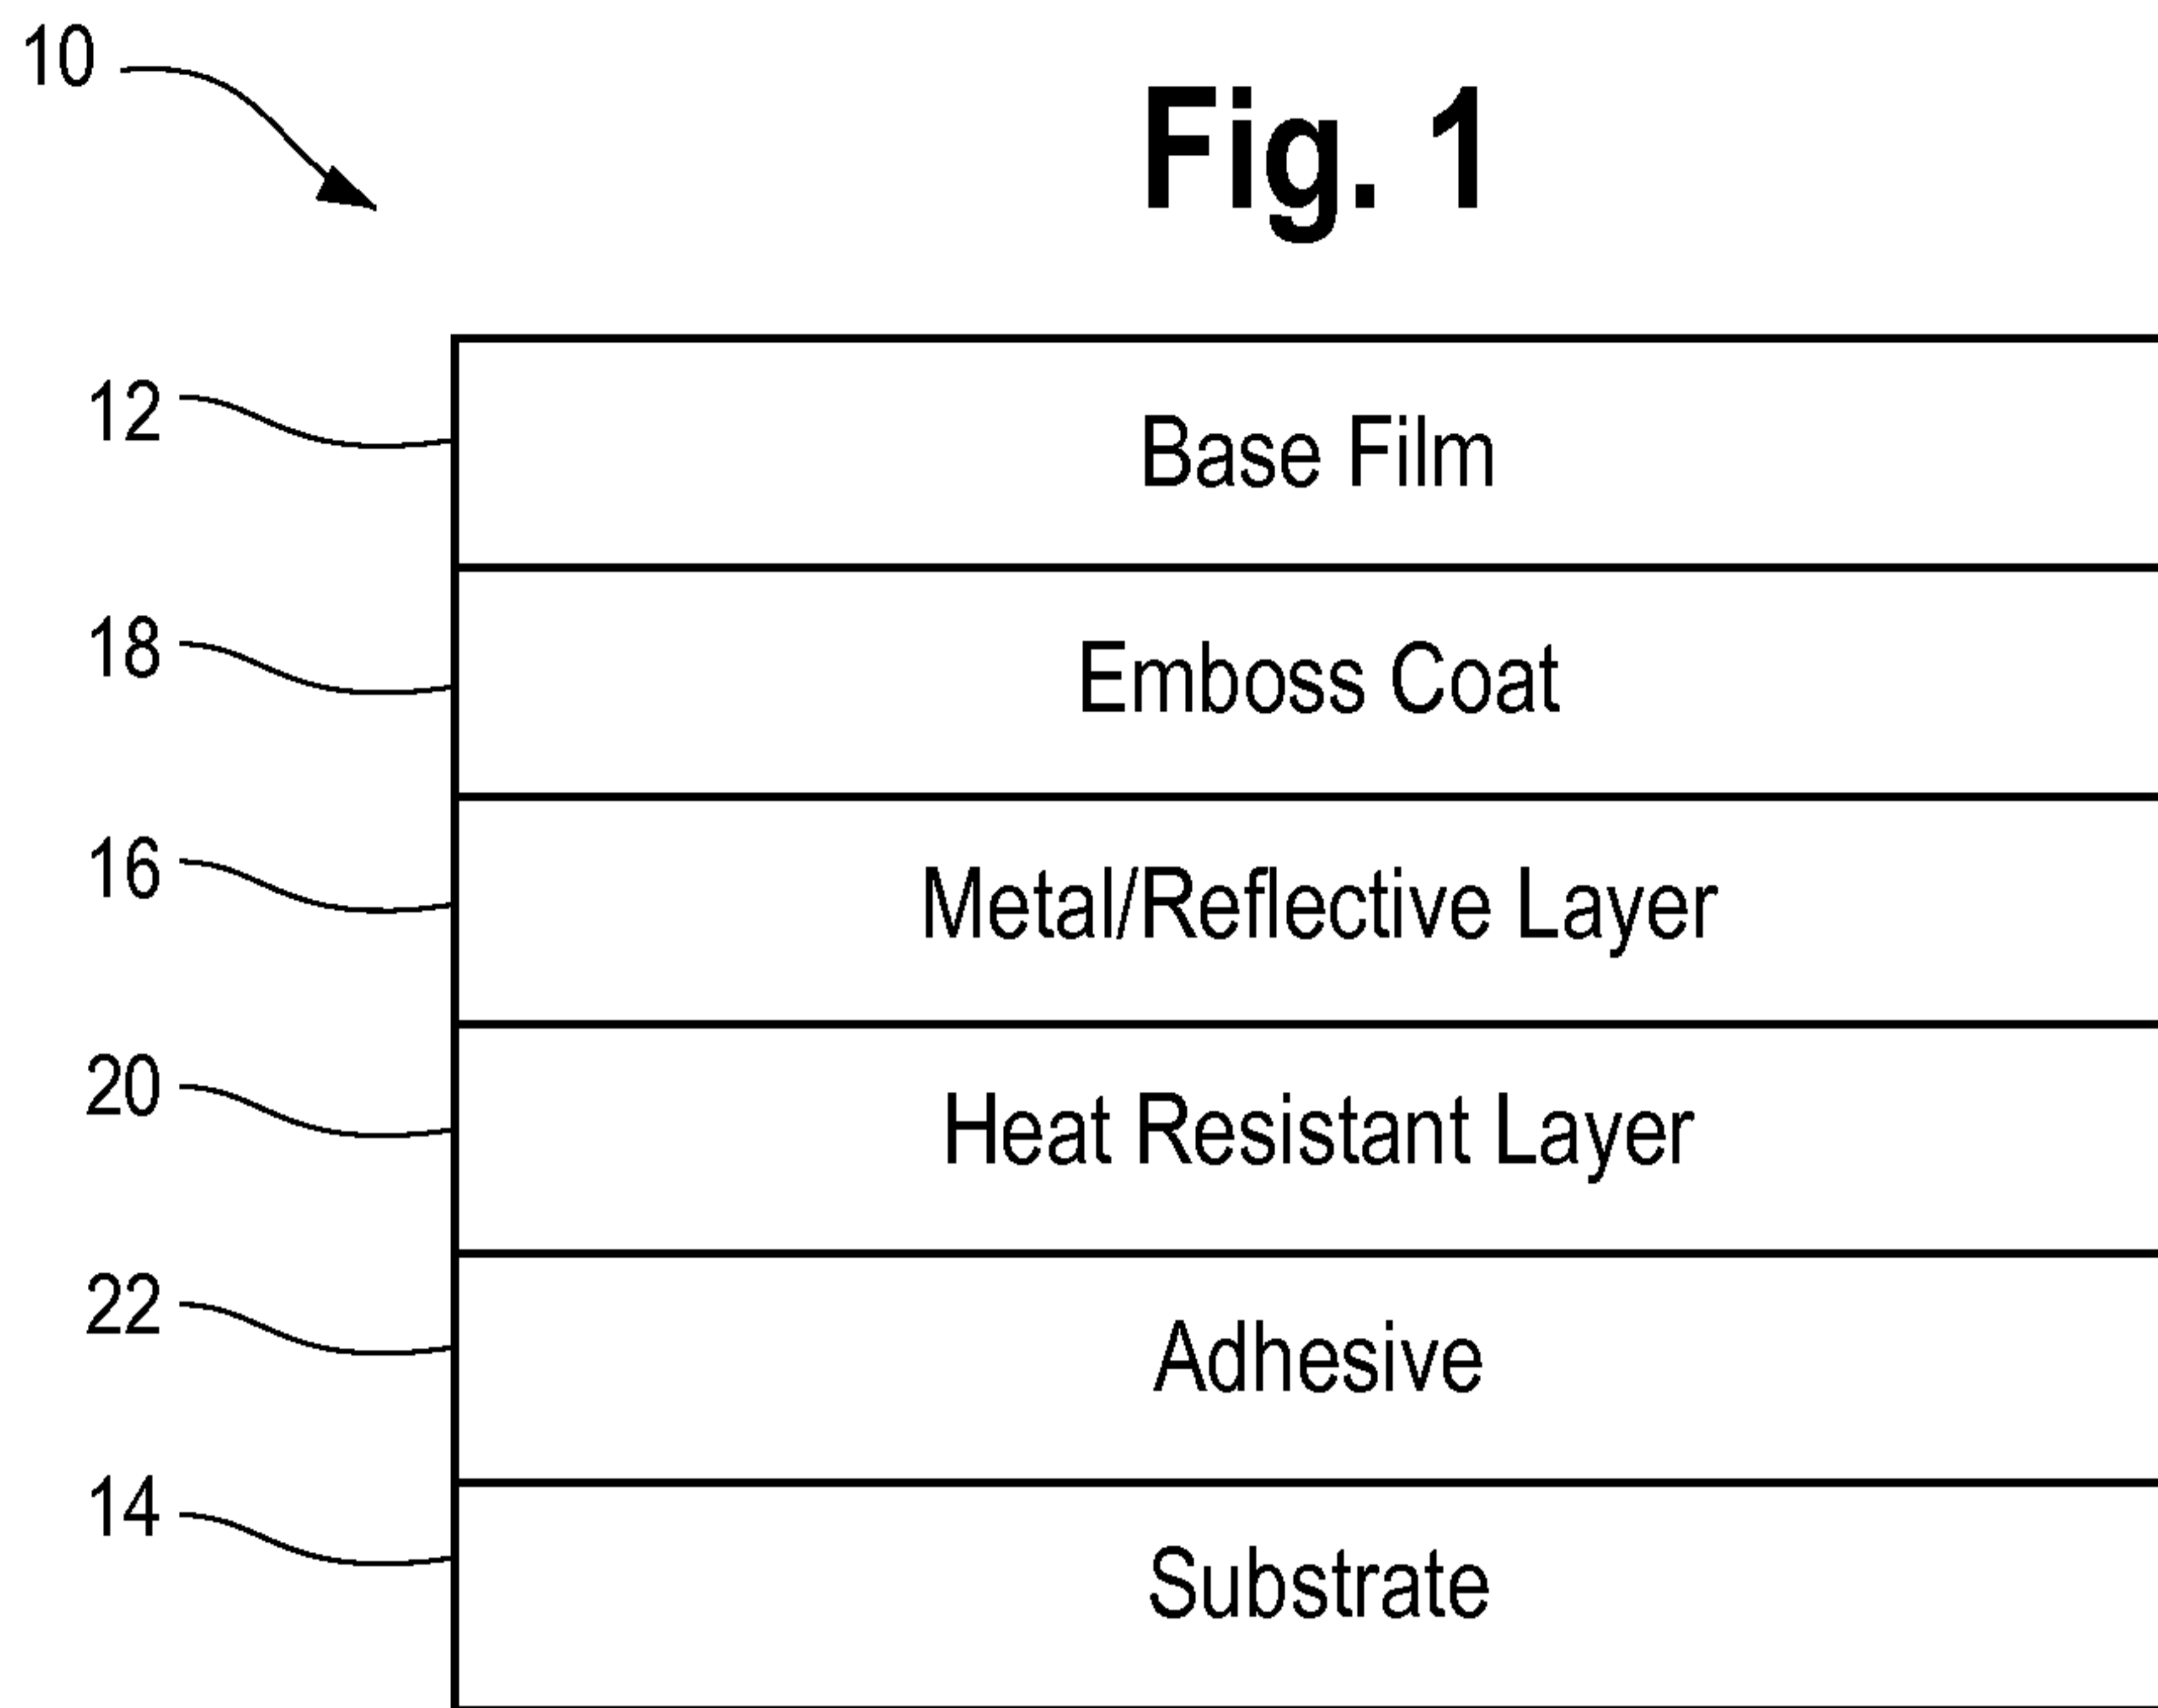 10
Fig. 1
12 Base Film
18 Emboss Coat
16 Metal/Reflective Layer
20 Heat Resistant Layer
22 Adhesive
14 Substrate